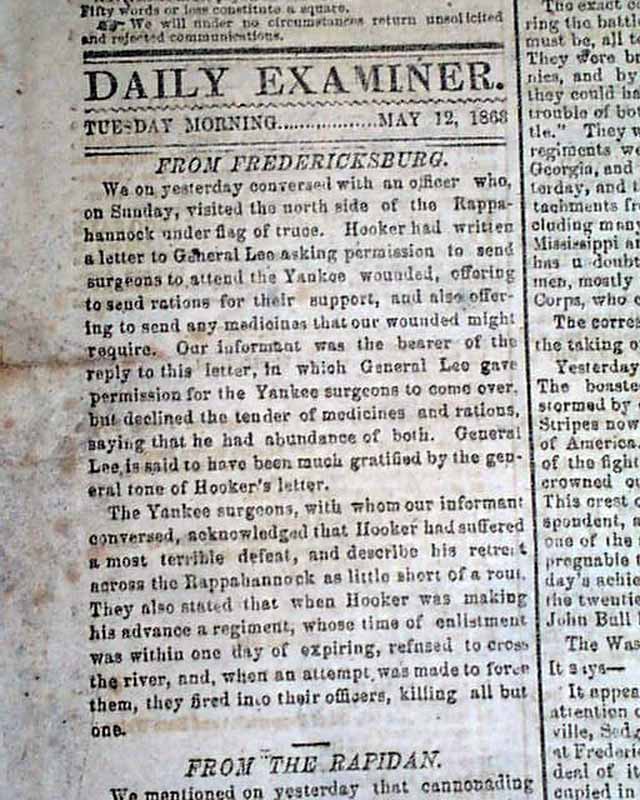 Fifty words or less constitute a square.
We will under no circumstances return unsolicited
and rejected communications.
DAILY EXAMINER.
TUESDAY MORNING.................MAY 12, 1863
FROM FREDERICKSBURG.
We on yesterday conversed with an officer who,
on Sunday, visited the north side of the Rappa-
hannock under flag of truce. Hooker had written
a letter to General Lee asking permission to send
surgeons to attend the Yankee wounded, offering
to send rations for their support, and also offer-
ing to send any medicines that our wounded might
require. Our informant was the bearer of the
reply to this letter, in which General Lee gave
permission for the Yankee surgeons to come over,
but declined the tender of medicines and rations,
saying that he had abundance of both. General
Lee, is said to have been much gratified by the gen-
eral tone of Hooker's letter.
The Yankee surgeons, with whom our informant
conversed, acknowledged that Hooker had suffered
a most terrible defeat, and describe his retreat
across the Rappahannock as little short of a rout.
They also stated that when Hooker was making
his advance a regiment, whose time of enlistment
was within one day of expiring, refused to cross
the river, and, when an attempt was made to force
them, they fired into their officers, killing all but
one.
FROM THE RAPIDAN.
We mentioned on yesterday that cannonading
The exact
ring the battle
must be, all
They were
nies, and by
they could
trouble of
tle." They
regiments
Georgia, and
terday, and
tachments
cluding many
Mississippi
has a doubt
men, mostly
Corps, who
The
the taking
Yesterday
The
stormed by
Stripes now
of America.
of the fight
crowned
This crest
spondent,
one of the
pregnable
day's
the
John Bull
The
It says—
It
attention
ville,
at
deal of
cupied in